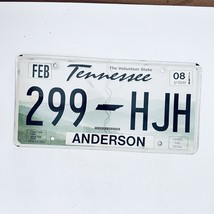 The Volunteer State
FEB Tennessee 08
299 HJH
ANDERSON